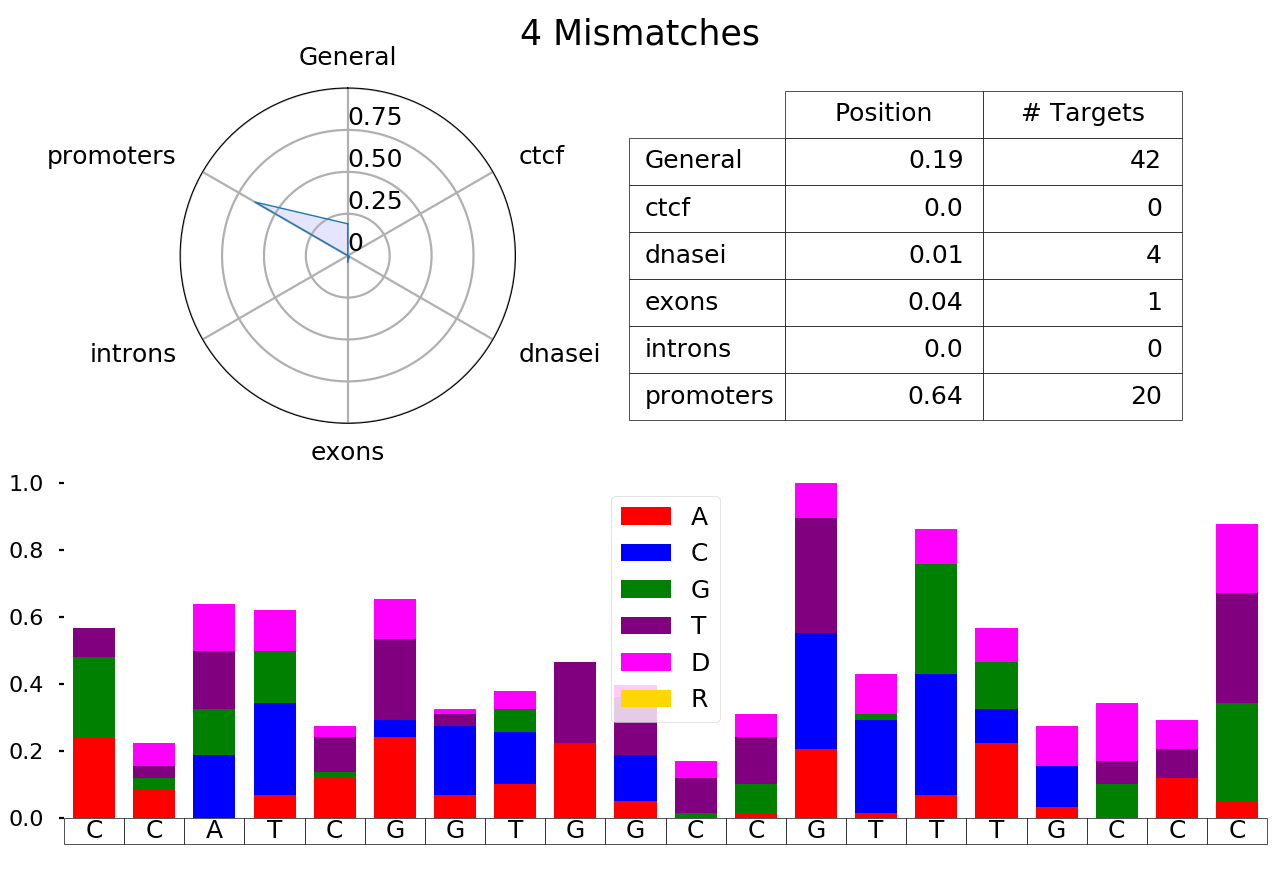 4 Mismatches
General
0.75
promoters
ctcf
0.50
0.25
0
introns
dnasei
exons
Position # Targets
General 0.19 42
ctcf 0.0 0
dnasei 0.01 4
exons 0.04 1
introns 0.0 0
promoters 0.64 20
1.0
0.8
0.6
0.4
0.2
0.0
A
C
G
T
D
R
C C A T C G G T G G C C G T T T G C C C